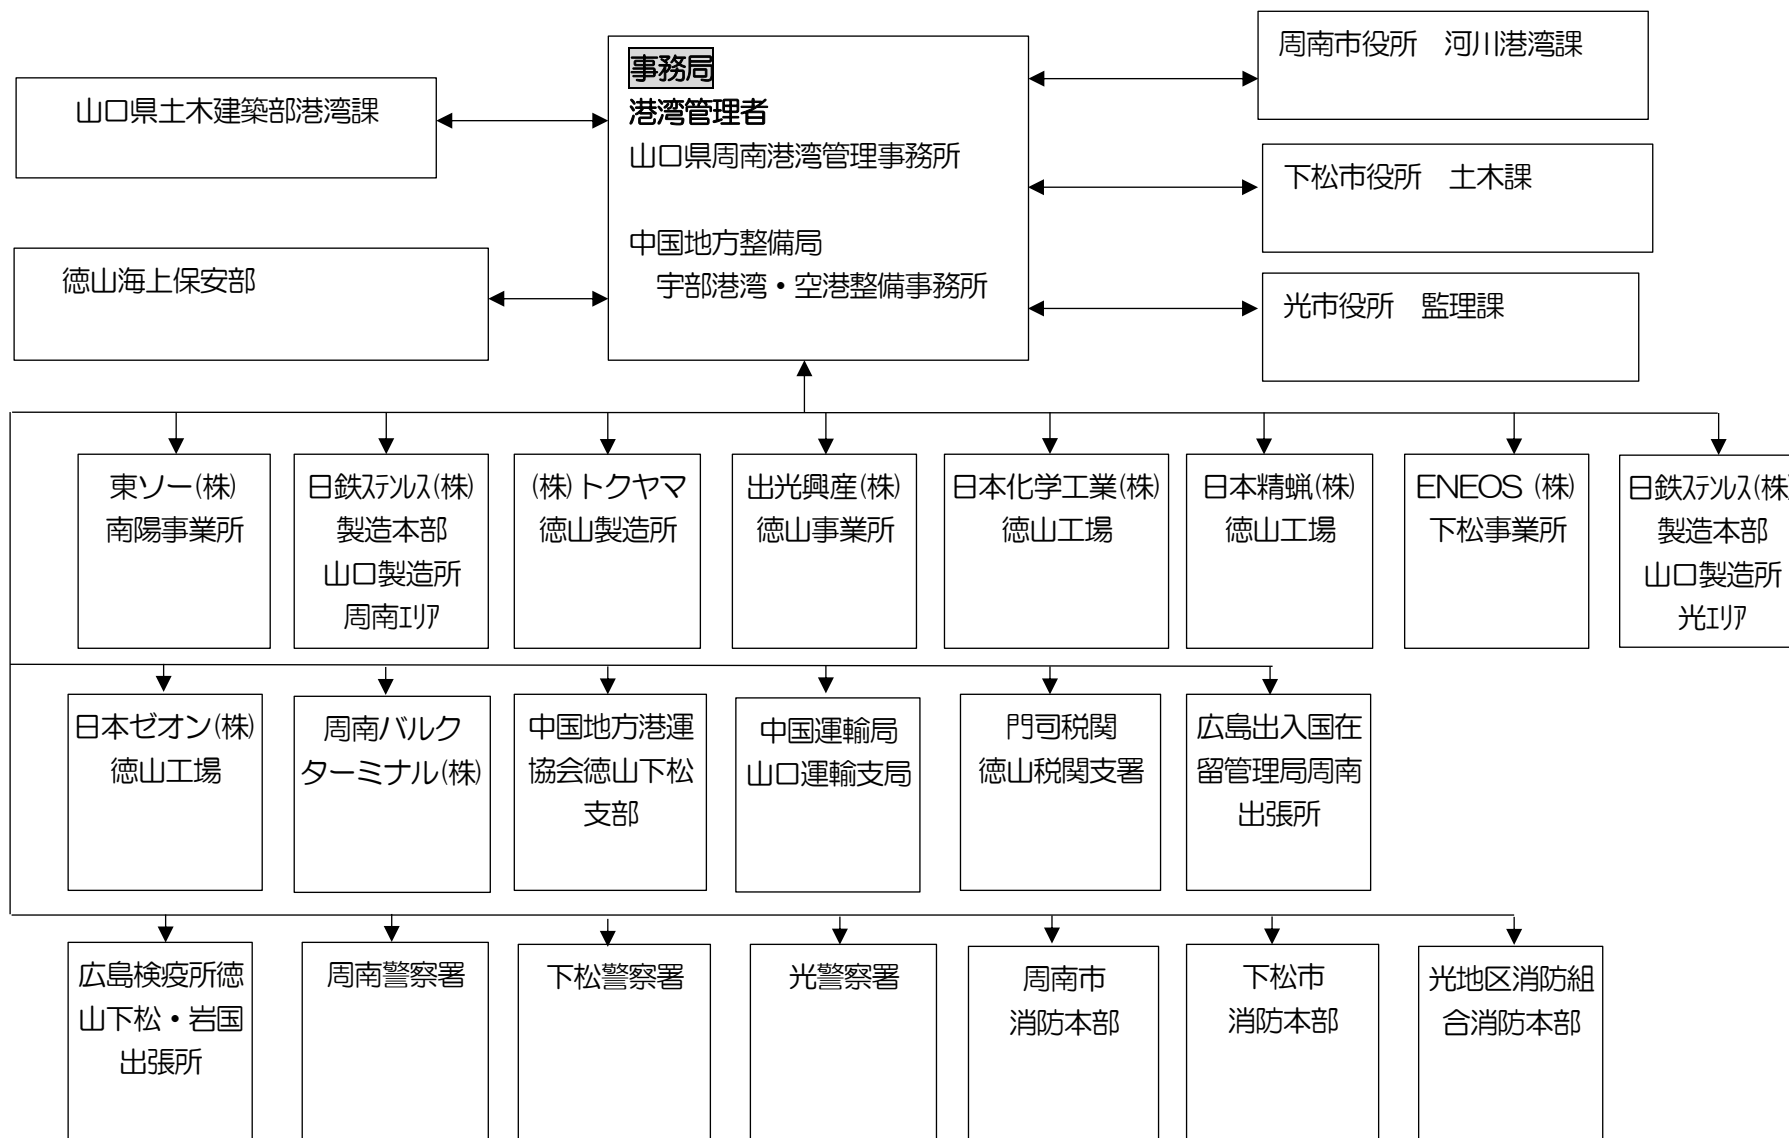 事務局
港湾管理者
山口県周南港湾管理事務所
中国地方整備局
宇部港湾・空港整備事務所
山口県土木建築部港湾課
徳山海上保安部
周南市役所　河川港湾課
下松市役所　土木課
光市役所　監理課
東ソー(株)
南陽事業所
日鉄ｽﾃﾝﾚｽ(株)
製造本部
山口製造所
周南ｴﾘｱ
(株)トクヤマ
徳山製造所
出光興産(株)
徳山事業所
日本化学工業(株)
徳山工場
日本精蝋(株)
徳山工場
ENEOS (株)
下松事業所
日鉄ｽﾃﾝﾚｽ(株)
製造本部
山口製造所
光ｴﾘｱ
日本ゼオン(株)
徳山工場
周南バルク
ターミナル(株)
中国地方港運
協会徳山下松
支部
中国運輸局
山口運輸支局
門司税関
徳山税関支署
広島出入国在
留管理局周南
出張所
広島検疫所徳
山下松・岩国
出張所
周南警察署
下松警察署
光警察署
周南市
消防本部
下松市
消防本部
光地区消防組
合消防本部